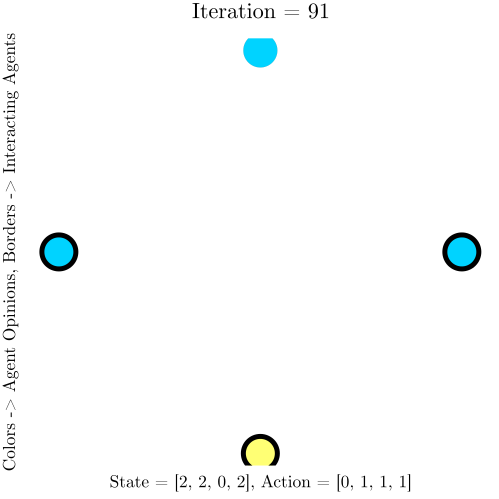 Iteration = 91
Colors -> Agent Opinions, Borders -> Interacting Agents
State = [2, 2, 0, 2], Action = [0, 1, 1, 1]